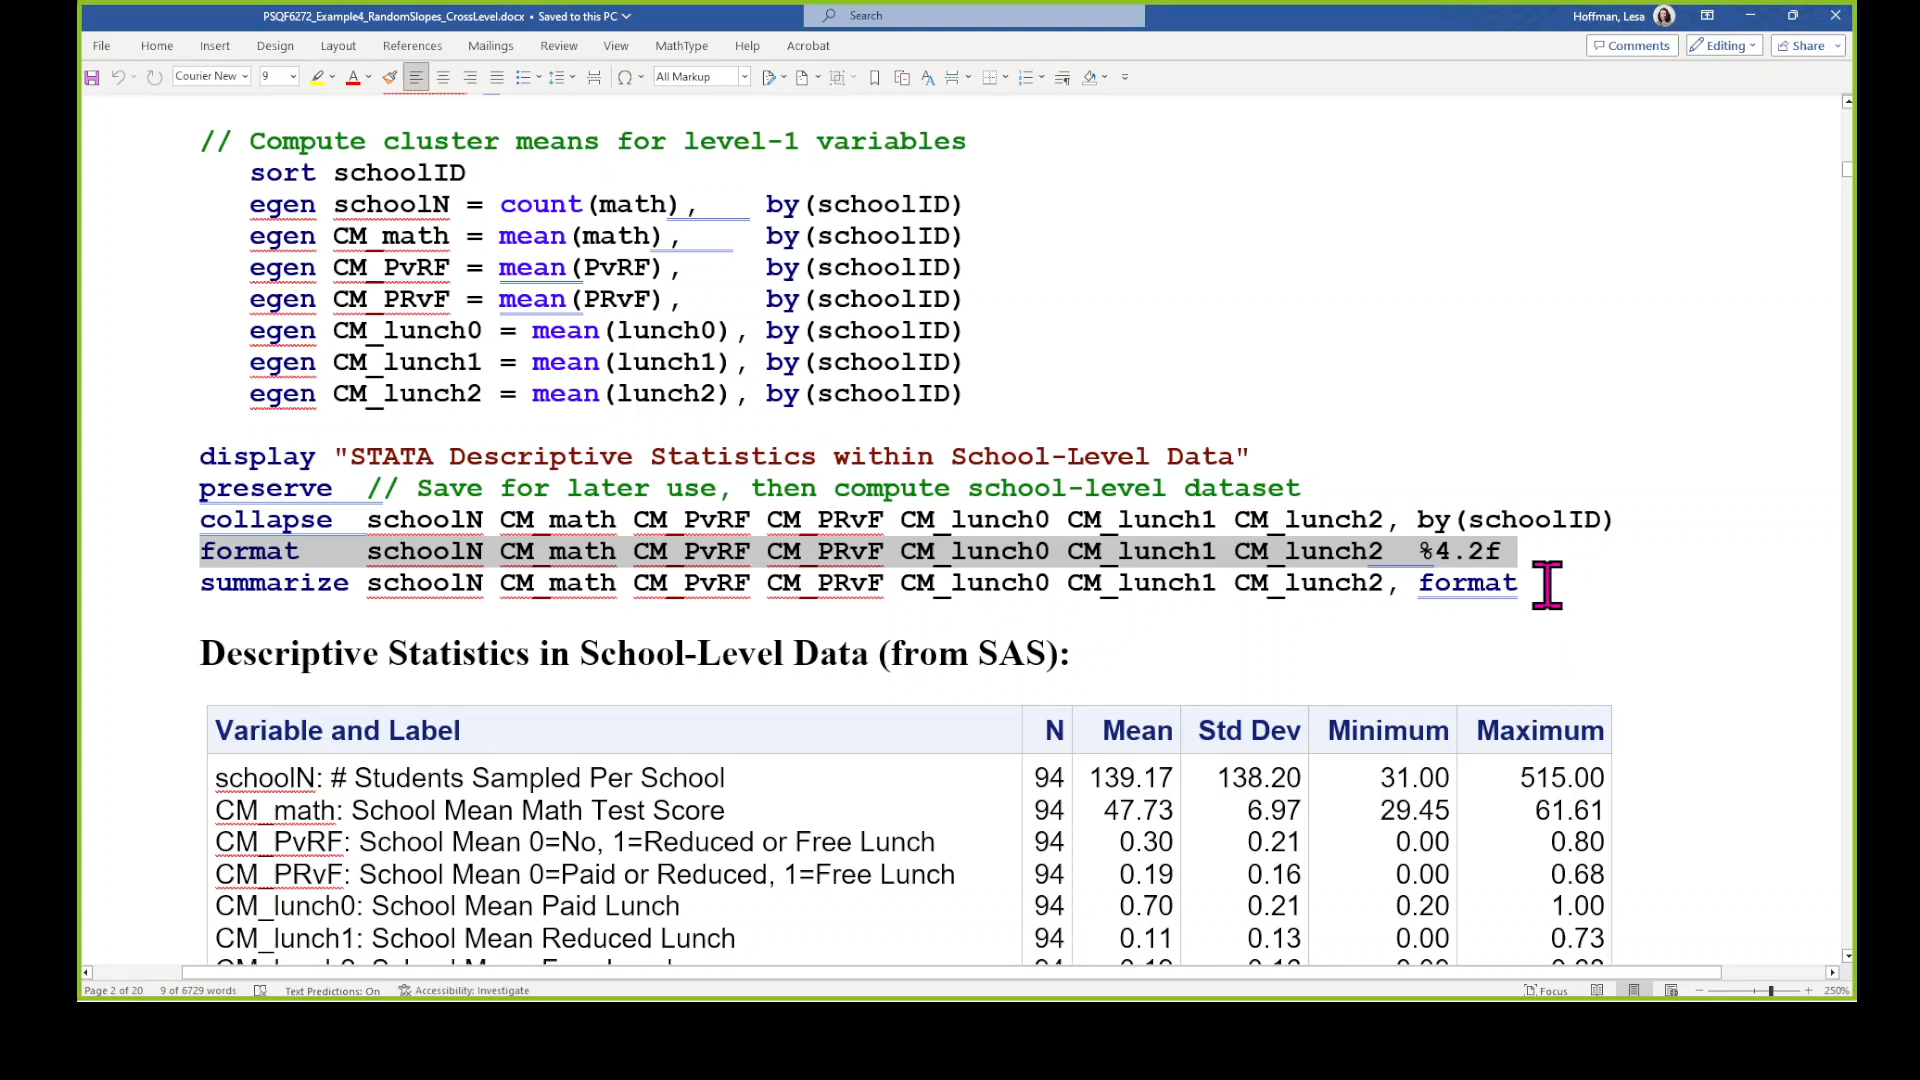 PSQF6272_Example4_RandomSlopes_CrossLevel.docx • Saved to this PC
Search
Hoffman, Lesa
File Home Insert Design Layout References Mailings Review View MathType Help Acrobat
Comments Editing Share
Courier New 9 All Markup
// Compute cluster means for level-1 variables
sort schoolID
egen schoolN = count(math), by(schoolID)
egen CM_math = mean(math), by(schoolID)
egen CM_PvRF = mean(PvRF), by(schoolID)
egen CM_PRvF = mean(PRvF), by(schoolID)
egen CM_lunch0 = mean(lunch0), by(schoolID)
egen CM_lunch1 = mean(lunch1), by(schoolID)
egen CM_lunch2 = mean(lunch2), by(schoolID)
display "STATA Descriptive Statistics within School-Level Data"
preserve // Save for later use, then compute school-level dataset
collapse schoolN CM_math CM_PvRF CM_PRvF CM_lunch0 CM_lunch1 CM_lunch2, by(schoolID)
format schoolN CM_math CM_PvRF CM_PRvF CM_lunch0 CM_lunch1 CM_lunch2 %4.2f
summarize schoolN CM_math CM_PvRF CM_PRvF CM_lunch0 CM_lunch1 CM_lunch2, format
Descriptive Statistics in School-Level Data (from SAS):
Variable and Label N Mean Std Dev Minimum Maximum
schoolN: # Students Sampled Per School 94 139.17 138.20 31.00 515.00
CM_math: School Mean Math Test Score 94 47.73 6.97 29.45 61.61
CM_PvRF: School Mean 0=No, 1=Reduced or Free Lunch 94 0.30 0.21 0.00 0.80
CM_PRvF: School Mean 0=Paid or Reduced, 1=Free Lunch 94 0.19 0.16 0.00 0.68
CM_lunch0: School Mean Paid Lunch 94 0.70 0.21 0.20 1.00
CM_lunch1: School Mean Reduced Lunch 94 0.11 0.13 0.00 0.73
Page 2 of 20 9 of 6729 words Text Predictions: On Accessibility: Investigate Focus 250%